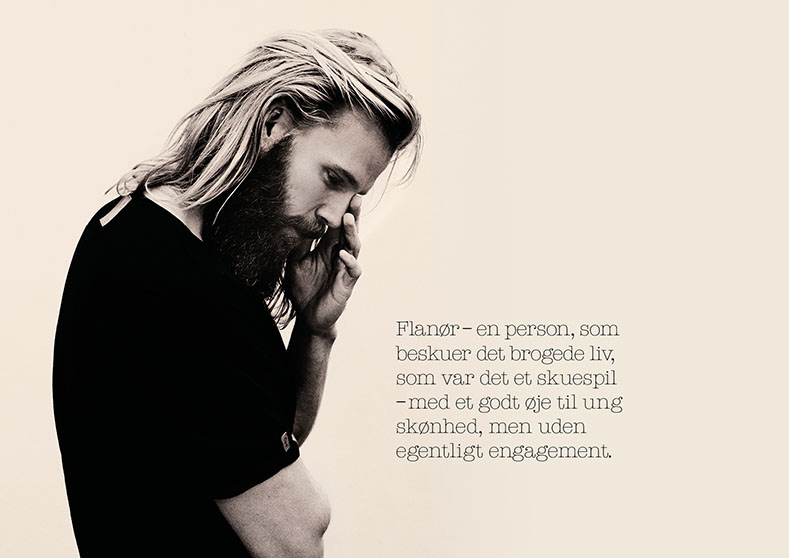 Flanør – en person, som
beskuer det brogede liv,
som var det et skuespil
– med et godt øje til ung
skønhed, men uden
egentligt engagement.